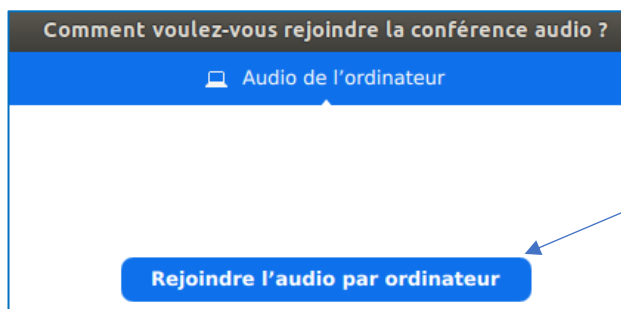 Comment voulez-vous rejoindre la conférence audio ?
Audio de l’ordinateur
Rejoindre l’audio par ordinateur